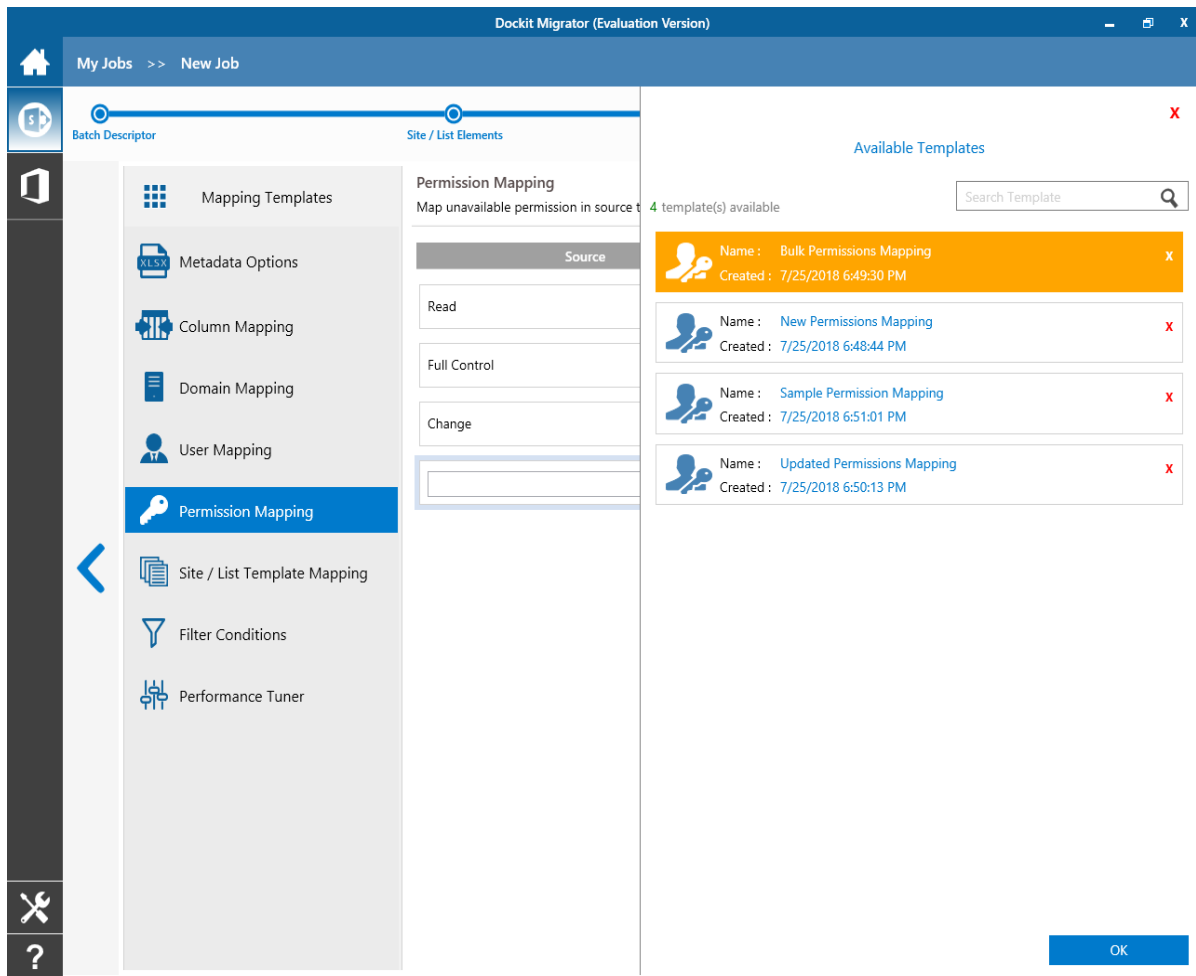 Dockit Migrator (Evaluation Version)
X
My Jobs >> New Job
S
Batch Descriptor
Site / List Elements
Mapping Templates
XLSX
Metadata Options
Column Mapping
Domain Mapping
User Mapping
Permission Mapping
Site / List Template Mapping
Filter Conditions
Performance Tuner
Permission Mapping
Map unavailable permission in source t
Source
Read
Full Control
Change
X
Available Templates
4 template(s) available
Search Template
Name : Bulk Permissions Mapping
X
Created : 7/25/2018 6:49:30 PM
Name : New Permissions Mapping
X
Created : 7/25/2018 6:48:44 PM
Name : Sample Permission Mapping
X
Created : 7/25/2018 6:51:01 PM
Name : Updated Permissions Mapping
X
Created : 7/25/2018 6:50:13 PM
OK
?